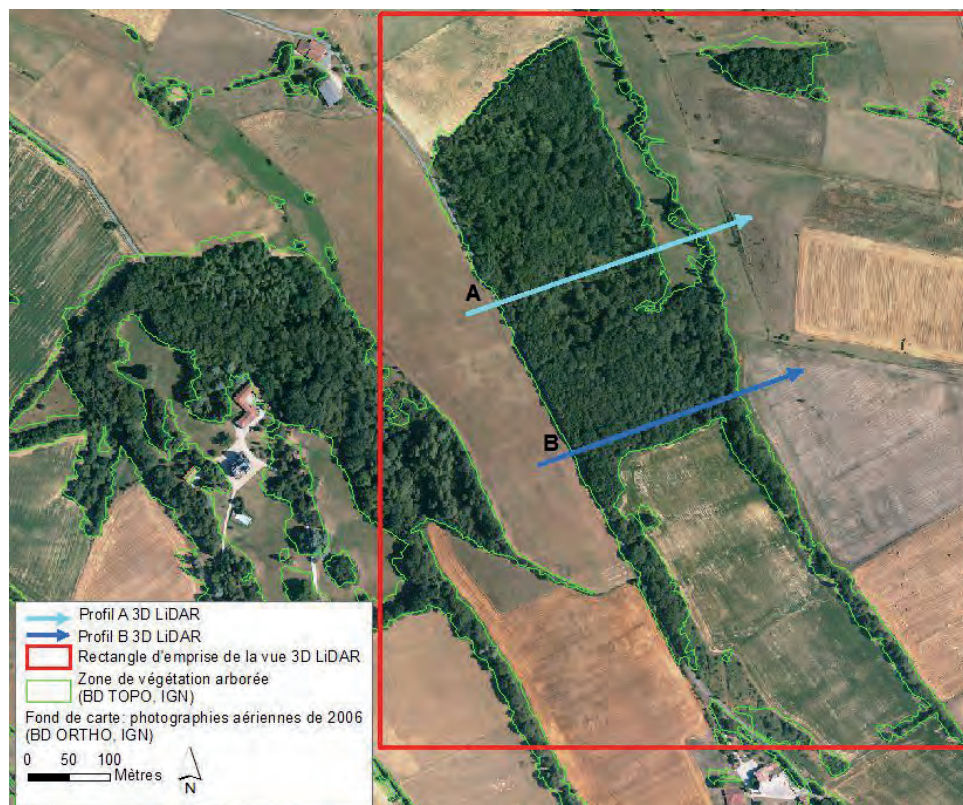 A
B
Profil A 3D LiDAR
Profil B 3D LiDAR
Rectangle d'emprise de la vue 3D LiDAR
Zone de végétation arborée
(BD TOPO, IGN)
Fond de carte: photographies aériennes de 2006
(BD ORTHO, IGN)
0 50 100
Mètres
N